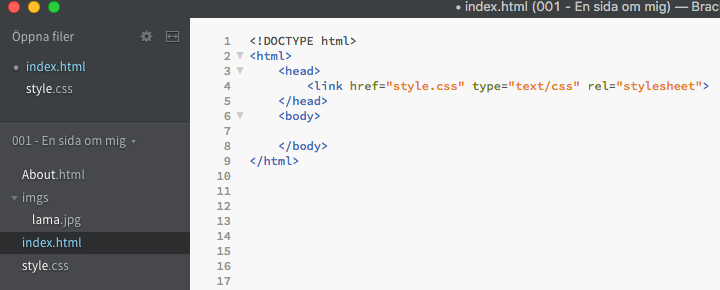 • index.html (001 - En sida om mig) — Brac
Öppna filer
• index.html
style.css
001 - En sida om mig
About.html
imgs
lama.jpg
index.html
style.css
1 <!DOCTYPE html>
2 <html>
3 <head>
4 <link href="style.css" type="text/css" rel="stylesheet">
5 </head>
6 <body>
7
8 </body>
9 </html>
10
11
12
13
14
15
16
17